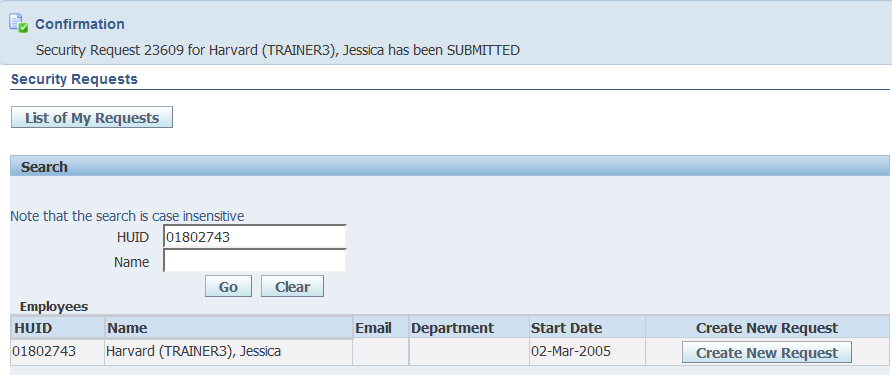 Confirmation
Security Request 23609 for Harvard (TRAINER3), Jessica has been SUBMITTED
Security Requests
List of My Requests
Search
Note that the search is case insensitive
HUID 01802743
Name
Go Clear
Employees
HUID Name Email Department Start Date Create New Request
01802743 Harvard (TRAINER3), Jessica 02-Mar-2005 Create New Request